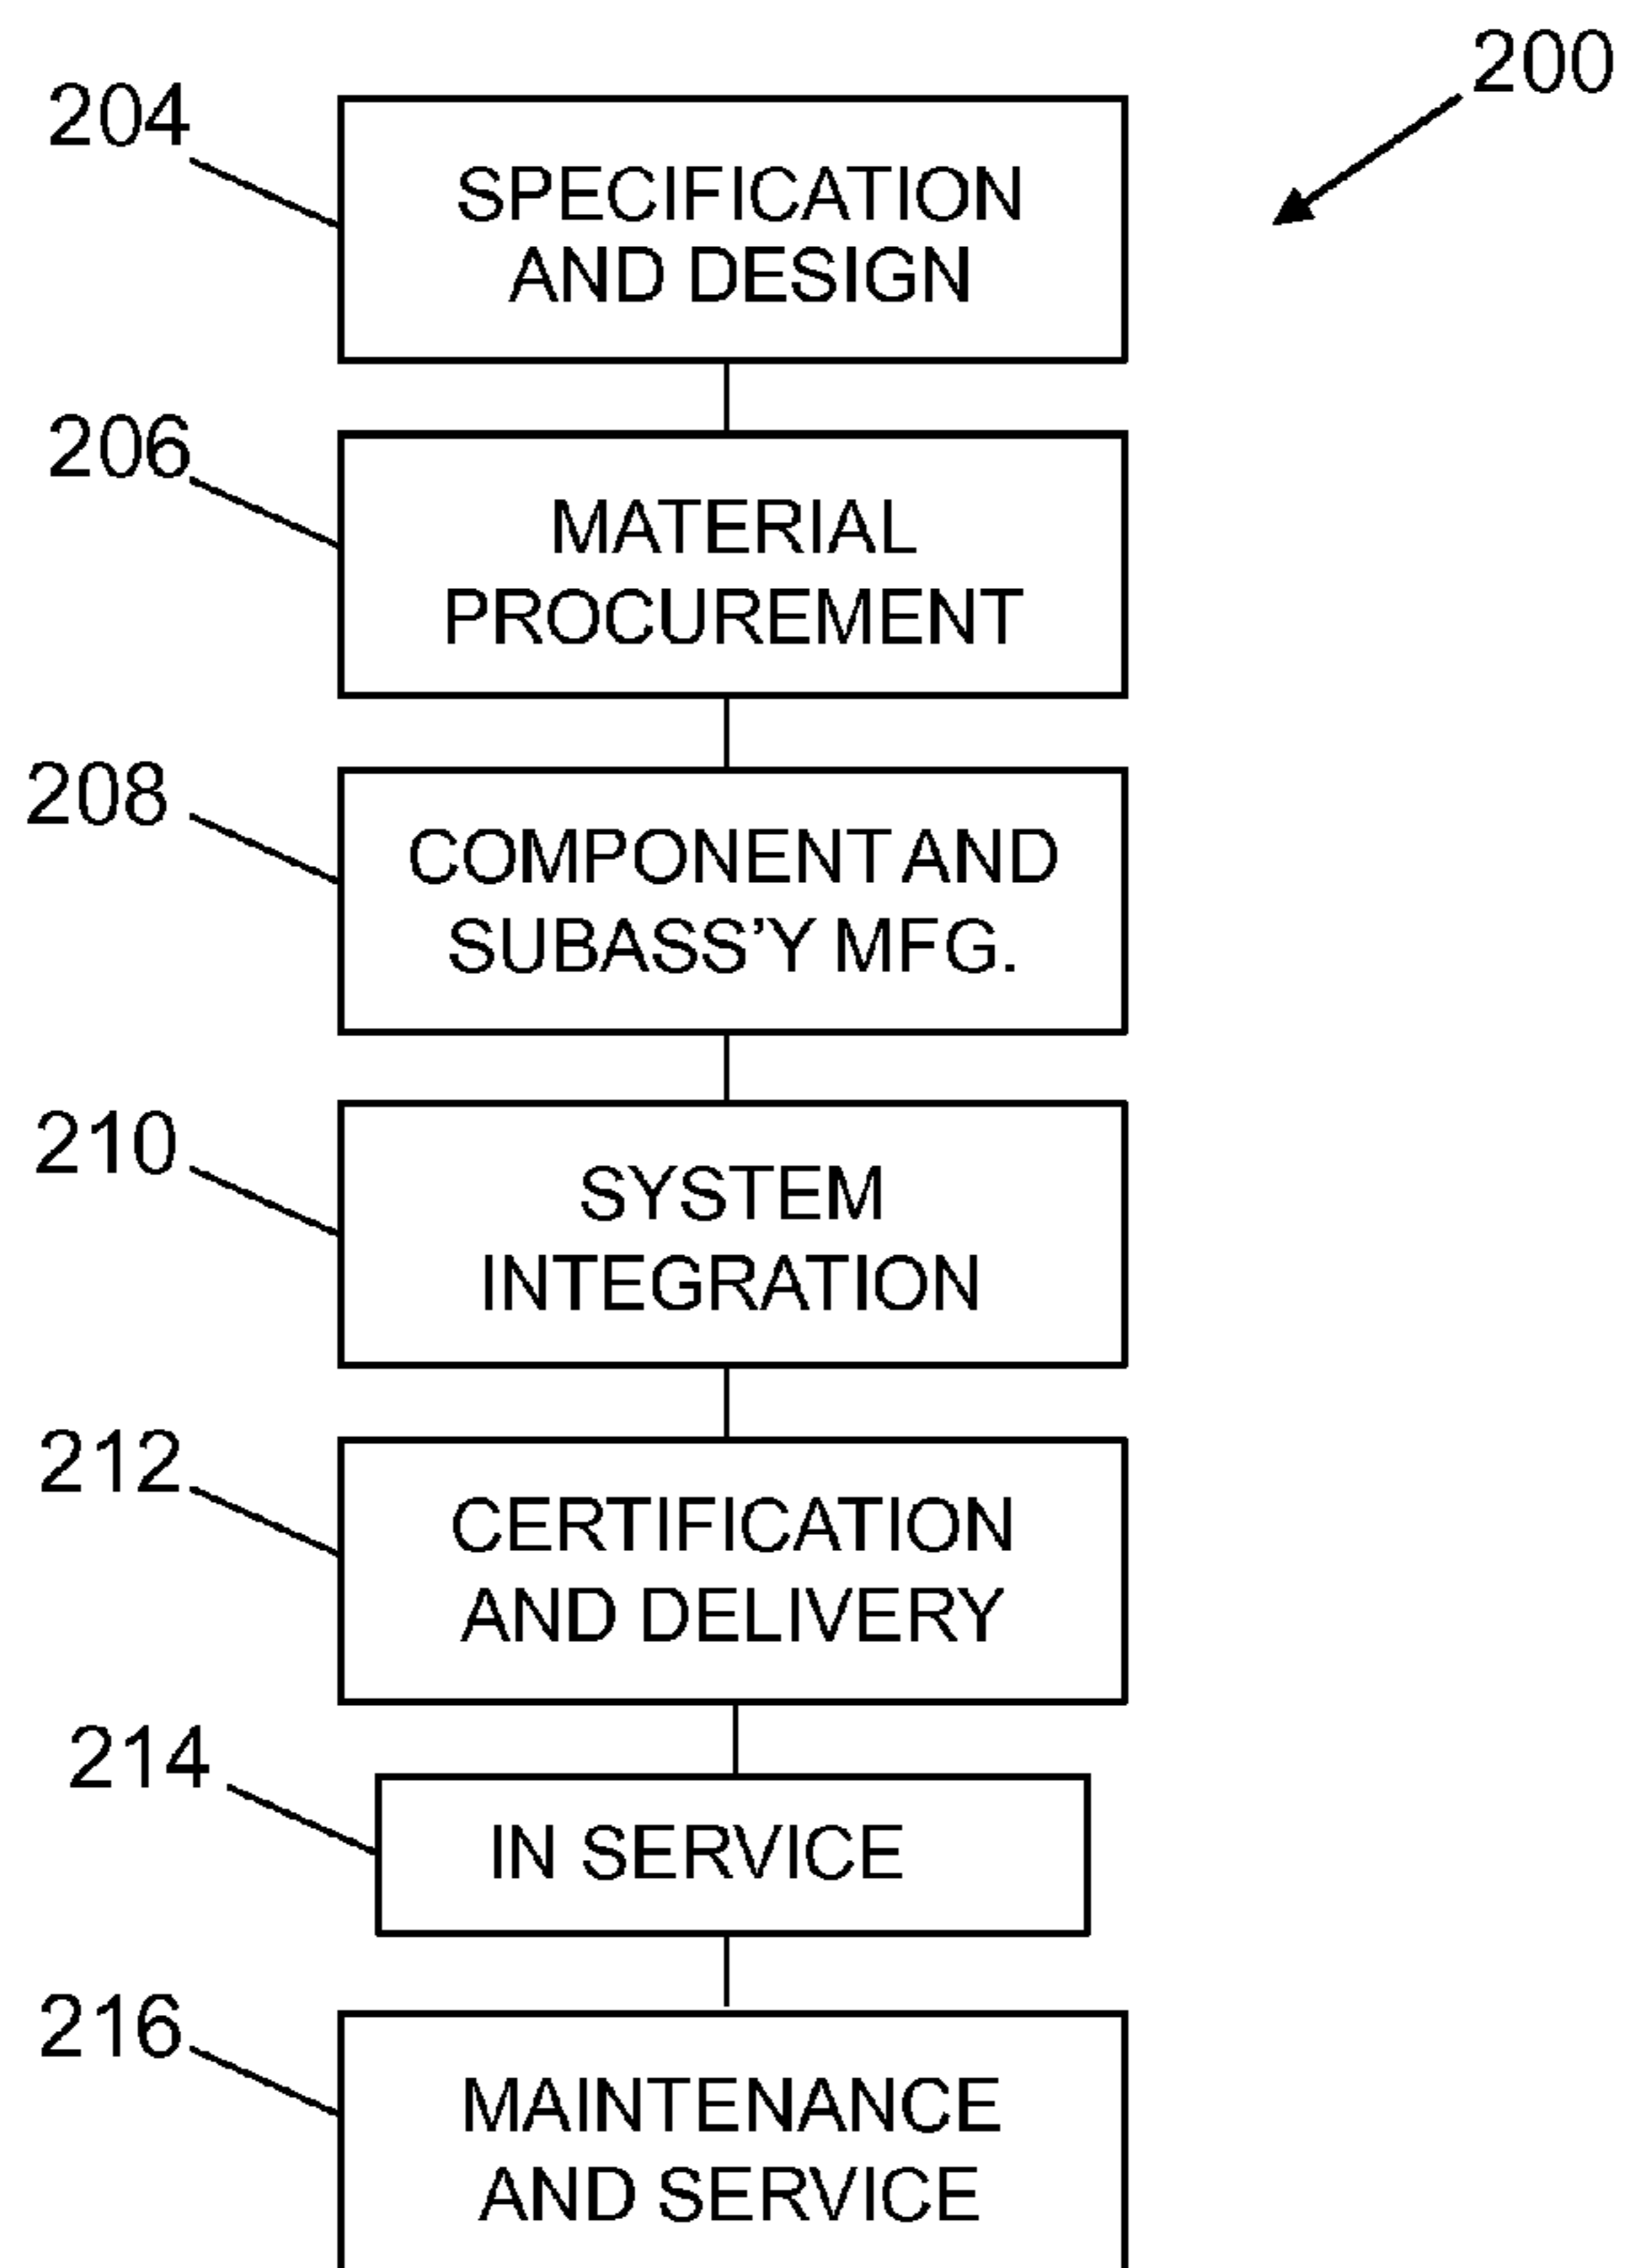 200
204
SPECIFICATION
AND DESIGN
206
MATERIAL
PROCUREMENT
208
COMPONENT AND
SUBASS’Y MFG.
210
SYSTEM
INTEGRATION
212
CERTIFICATION
AND DELIVERY
214
IN SERVICE
216
MAINTENANCE
AND SERVICE